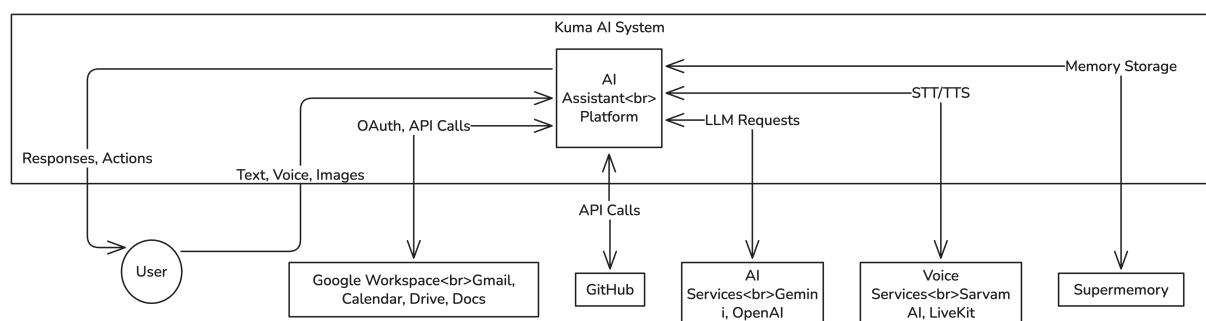 Kuma AI System
AI
Assistant<br>
Platform
Memory Storage
STT/TTS
LLM Requests
OAuth, API Calls
Responses, Actions
Text, Voice, Images
API Calls
User
Google Workspace<br>Gmail,
Calendar, Drive, Docs
GitHub
AI
Services<br>Gemin
i, OpenAI
Voice
Services<br>Sarvam
AI, LiveKit
Supermemory